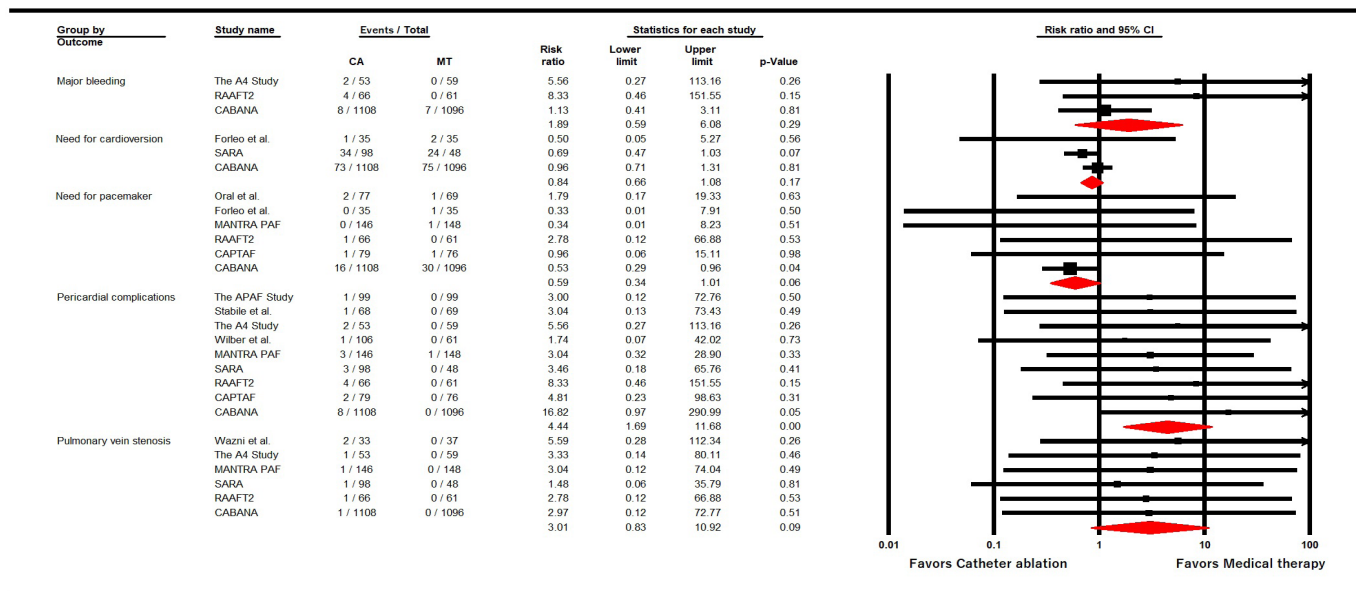 Group by Study name Events / Total Statistics for each study Risk ratio and 95% CI
Outcome
CA MT Risk ratio Lower limit Upper limit p-Value
Major bleeding The A4 Study 2 / 53 0 / 59 5.56 0.27 113.16 0.26
RAAFT2 4 / 66 0 / 61 8.33 0.46 151.55 0.15
CABANA 8 / 1108 7 / 1096 1.13 0.41 3.11 0.81
1.89 0.59 6.08 0.29
Need for cardioversion Forleo et al. 1 / 35 2 / 35 0.50 0.05 5.27 0.56
SARA 34 / 98 24 / 48 0.69 0.47 1.03 0.07
CABANA 73 / 1108 75 / 1096 0.96 0.71 1.31 0.81
0.84 0.66 1.08 0.17
Need for pacemaker Oral et al. 2 / 77 1 / 69 1.79 0.17 19.33 0.63
Forleo et al. 0 / 35 1 / 35 0.33 0.01 7.91 0.50
MANTRA PAF 0 / 146 1 / 148 0.34 0.01 8.23 0.51
RAAFT2 1 / 66 0 / 61 2.78 0.12 66.88 0.53
CAPTAF 1 / 79 1 / 76 0.96 0.06 15.11 0.98
CABANA 16 / 1108 30 / 1096 0.53 0.29 0.96 0.04
0.59 0.34 1.01 0.06
Pericardial complications The APAF Study 1 / 99 0 / 99 3.00 0.12 72.76 0.50
Stabile et al. 1 / 68 0 / 69 3.04 0.13 73.43 0.49
The A4 Study 2 / 53 0 / 59 5.56 0.27 113.16 0.26
Wilber et al. 1 / 106 0 / 61 1.74 0.07 42.02 0.73
MANTRA PAF 3 / 146 1 / 148 3.04 0.32 28.90 0.33
SARA 3 / 98 0 / 48 3.46 0.18 65.76 0.41
RAAFT2 4 / 66 0 / 61 8.33 0.46 151.55 0.15
CAPTAF 2 / 79 0 / 76 4.81 0.23 98.63 0.31
CABANA 8 / 1108 0 / 1096 16.82 0.97 290.99 0.05
4.44 1.69 11.68 0.00
Pulmonary vein stenosis Wazni et al. 2 / 33 0 / 37 5.59 0.28 112.34 0.26
The A4 Study 1 / 53 0 / 59 3.33 0.14 80.11 0.46
MANTRA PAF 1 / 146 0 / 148 3.04 0.12 74.04 0.49
SARA 1 / 98 0 / 48 1.48 0.06 35.79 0.81
RAAFT2 1 / 66 0 / 61 2.78 0.12 66.88 0.53
CABANA 1 / 1108 0 / 1096 2.97 0.12 72.77 0.51
3.01 0.83 10.92 0.09
0.01 0.1 1 10 100
Favors Catheter ablation Favors Medical therapy